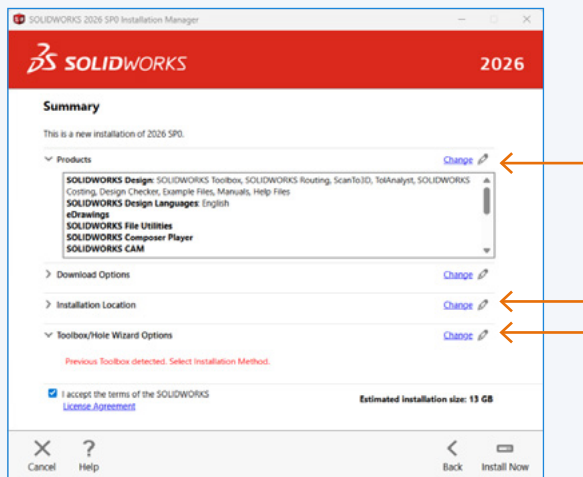 SOLIDWORKS 2026 SP0 Installation Manager
3S SOLIDWORKS
2026
Summary
This is a new installation of 2026 SP0.
Products
Change
SOLIDWORKS Design: SOLIDWORKS Toolbox, SOLIDWORKS Routing, ScanTo3D, TolAnalyst, SOLIDWORKS
Costing, Design Checker, Example Files, Manuals, Help Files
SOLIDWORKS Design Languages: English
eDrawings
SOLIDWORKS File Utilities
SOLIDWORKS Composer Player
SOLIDWORKS CAM
Download Options
Change
Installation Location
Change
Toolbox/Hole Wizard Options
Change
Previous Toolbox detected. Select Installation Method.
I accept the terms of the SOLIDWORKS
License Agreement
Estimated installation size: 13 GB
Cancel
Help
Back
Install Now